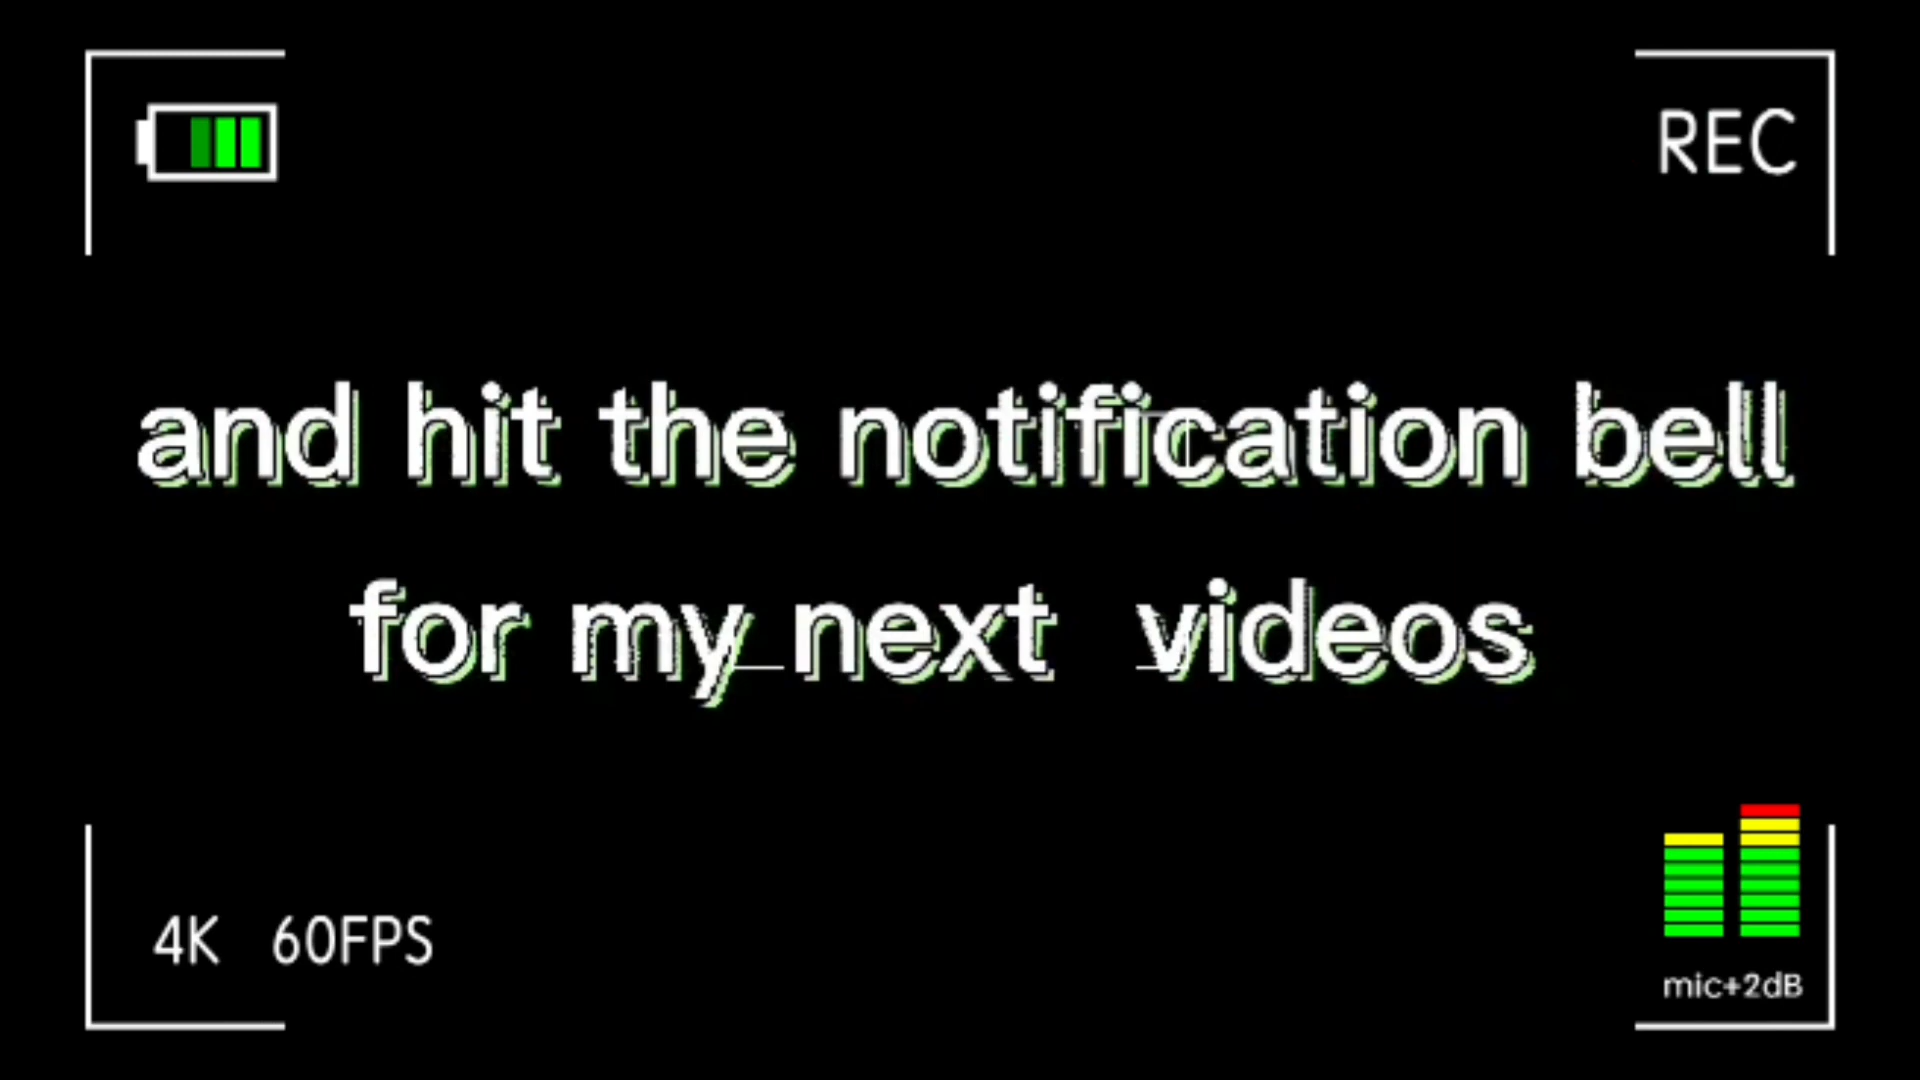 REC
and hit the notification bell
for my next videos
4K 60FPS
mic+2dB